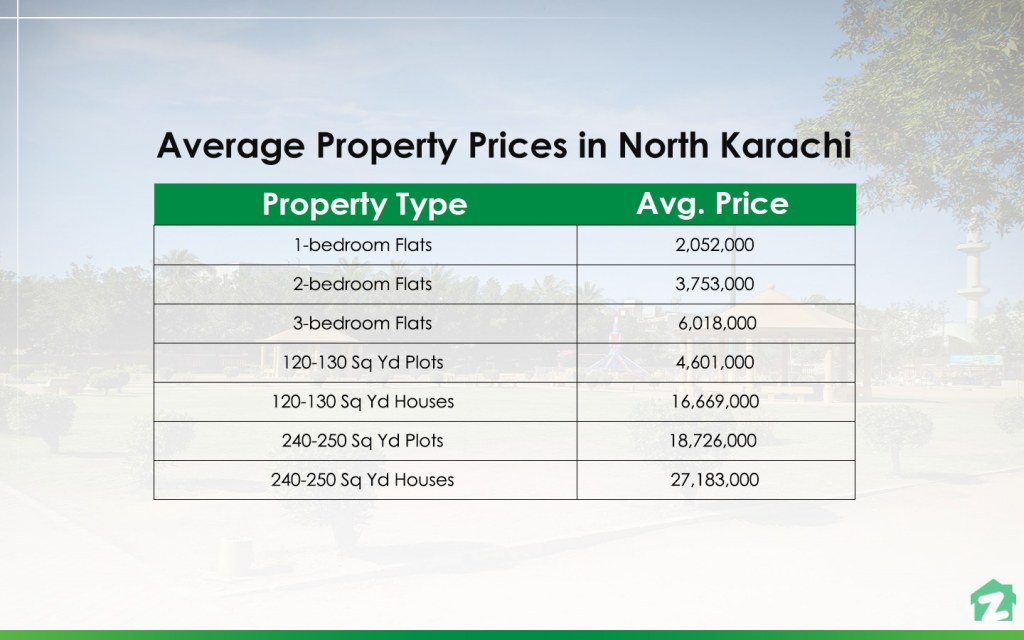 Average Property Prices in North Karachi
Property Type Avg. Price
1-bedroom Flats 2,052,000
2-bedroom Flats 3,753,000
3-bedroom Flats 6,018,000
120-130 Sq Yd Plots 4,601,000
120-130 Sq Yd Houses 16,669,000
240-250 Sq Yd Plots 18,726,000
240-250 Sq Yd Houses 27,183,000
Z